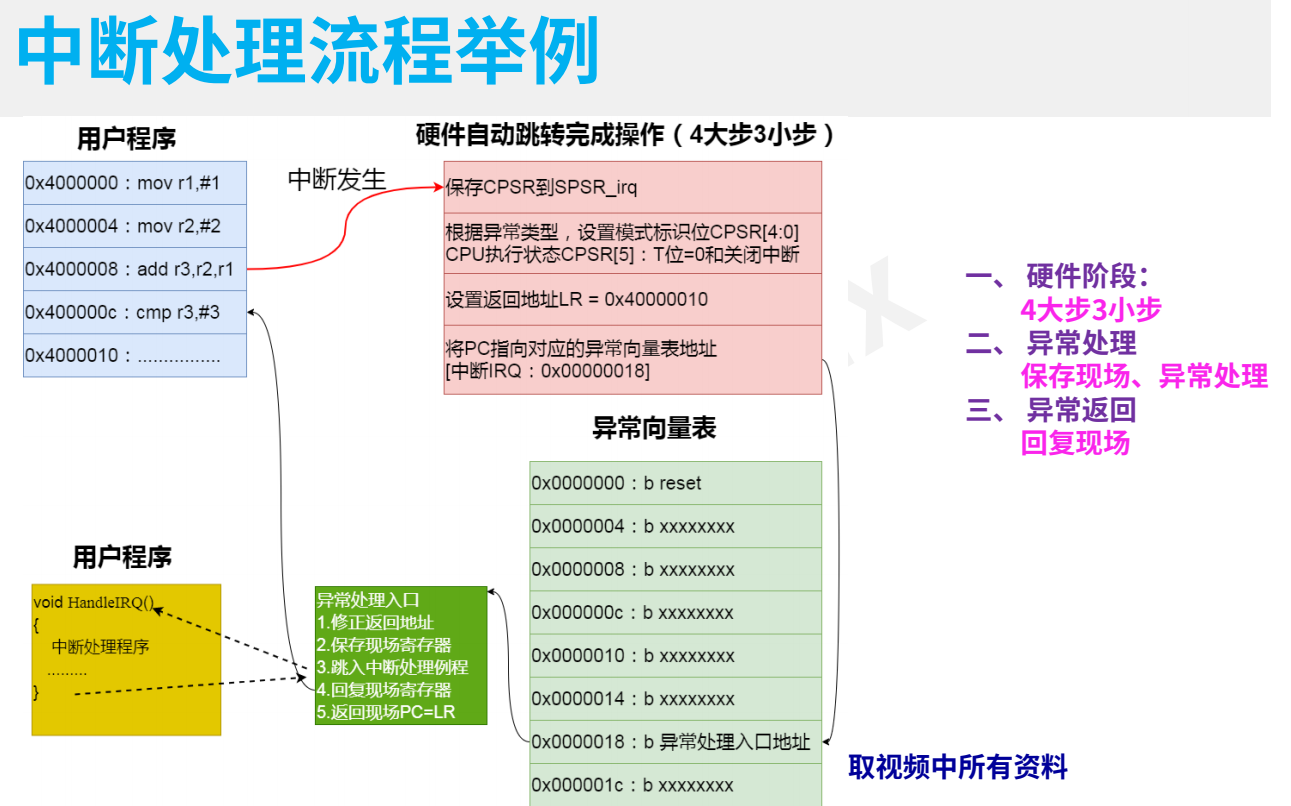 中断处理流程举例
用户程序
0x4000000：mov r1,#1
0x4000004：mov r2,#2
0x4000008：add r3,r2,r1
0x400000c：cmp r3,#3
0x4000010：................
中断发生
硬件自动跳转完成操作（4大步3小步）
保存CPSR到SPSR_irq
根据异常类型，设置模式标识位CPSR[4:0]
CPU执行状态CPSR[5]：T位=0和关闭中断
设置返回地址LR = 0x40000010
将PC指向对应的异常向量表地址
[中断IRQ：0x00000018]
一、 硬件阶段：
4大步3小步
二、 异常处理
保存现场、异常处理
三、 异常返回
回复现场
异常向量表
0x0000000：b reset
0x0000004：b xxxxxxxx
0x0000008：b xxxxxxxx
0x000000c：b xxxxxxxx
0x0000010：b xxxxxxxx
0x0000014：b xxxxxxxx
0x0000018：b 异常处理入口地址
0x000001c：b xxxxxxxx
用户程序
void HandleIRQ()
{
中断处理程序
.........
}
异常处理入口
1.修正返回地址
2.保存现场寄存器
3.跳入中断处理例程
4.回复现场寄存器
5.返回现场PC=LR
取视频中所有资料